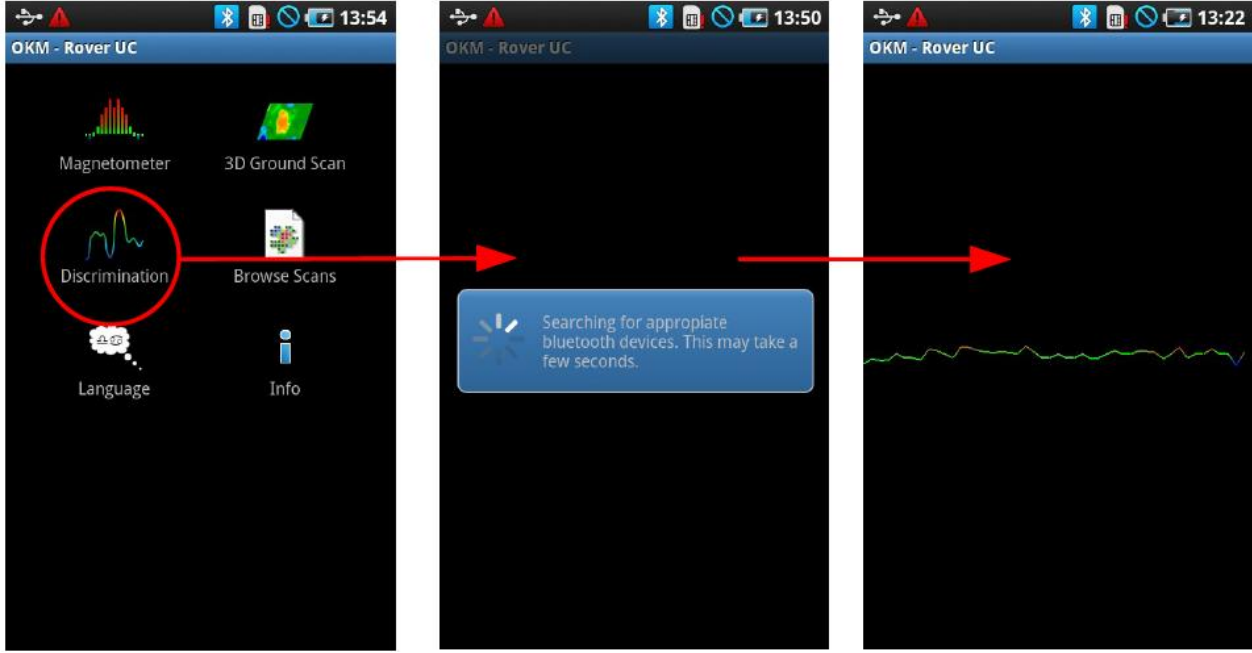 13:54
OKM - Rover UC
Magnetometer
3D Ground Scan
Discrimination
Browse Scans
Language
Info
13:50
OKM - Rover UC
Searching for appropiate
bluetooth devices. This may take a
few seconds.
13:22
OKM - Rover UC